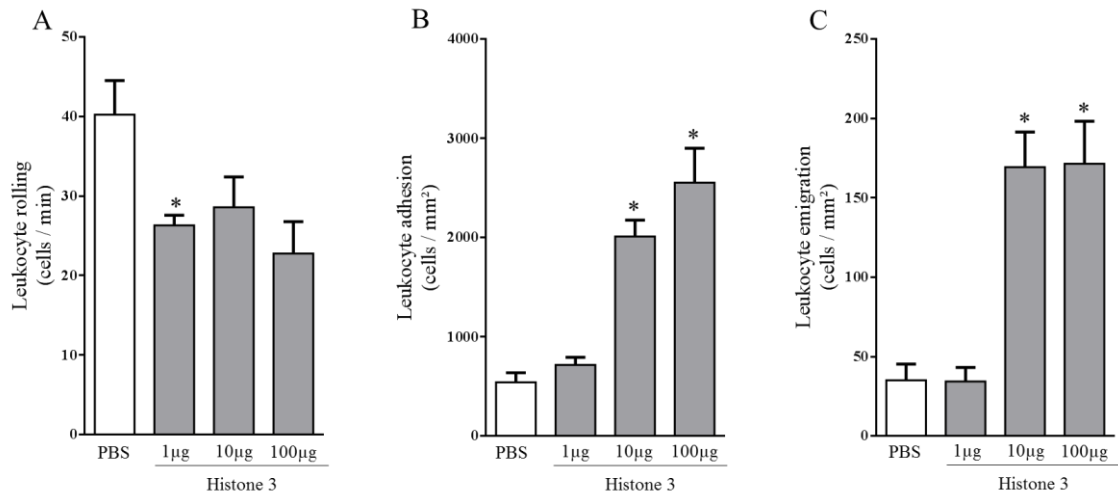 A
Leukocyte rolling
(cells / min)
50
40
30
20
10
0
*
PBS
1µg
10µg
100µg
Histone 3
B
Leukocyte adhesion
(cells / mm²)
4000
3000
2000
1000
0
*
*
PBS
1µg
10µg
100µg
Histone 3
C
Leukocyte emigration
(cells / mm²)
250
200
150
100
50
0
*
*
PBS
1µg
10µg
100µg
Histone 3